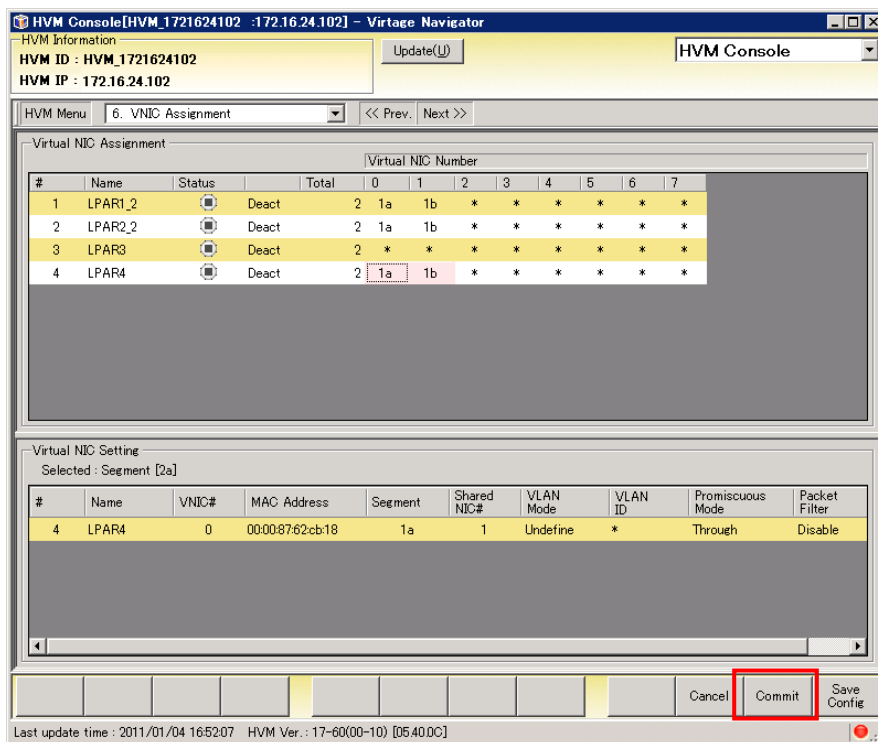 HVM Console[HVM_1721624102 :172.16.24.102] - Virtage Navigator
HVM Information
HVM ID : HVM_1721624102
HVM IP : 172.16.24.102
Update(U)
HVM Console
HVM Menu 6. VNIC Assignment << Prev. Next >>
Virtual NIC Assignment
Virtual NIC Number
# Name Status Total 0 1 2 3 4 5 6 7
1 LPAR1_2 Deact 2 1a 1b * * * * * *
2 LPAR2_2 Deact 2 1a 1b * * * * * *
3 LPAR3 Deact 2 * * * * * * * *
4 LPAR4 Deact 2 1a 1b * * * * * *
Virtual NIC Setting
Selected : Segment [2a]
# Name VNIC# MAC Address Segment Shared NIC# VLAN Mode VLAN ID Promiscuous Mode Packet Filter
4 LPAR4 0 00:00:87:62:cb:18 1a 1 Undefine * Through Disable
Cancel Commit Save Config
Last update time : 2011/01/04 16:52:07 HVM Ver. : 17-60(00-10) [05.40.0C]